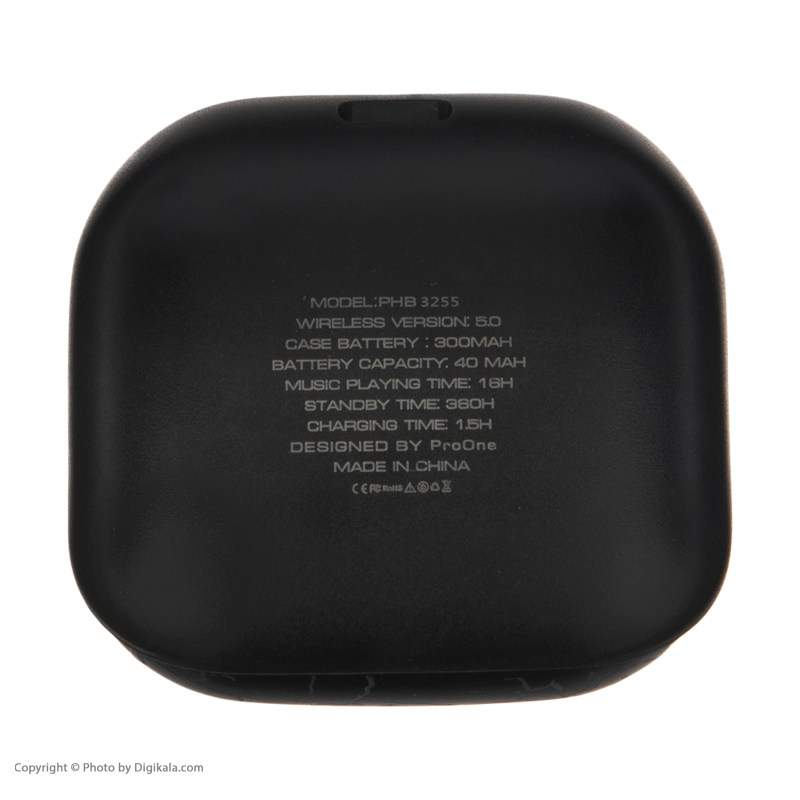 MODEL:PHB 3255
WIRELESS VERSION: 5.0
CASE BATTERY : 300MAH
BATTERY CAPACITY: 40 MAH
MUSIC PLAYING TIME: 16H
STANDBY TIME: 360H
CHARGING TIME: 1.5H
DESIGNED BY ProOne
MADE IN CHINA
CE FC RoHS
Copyright © Photo by Digikala.com